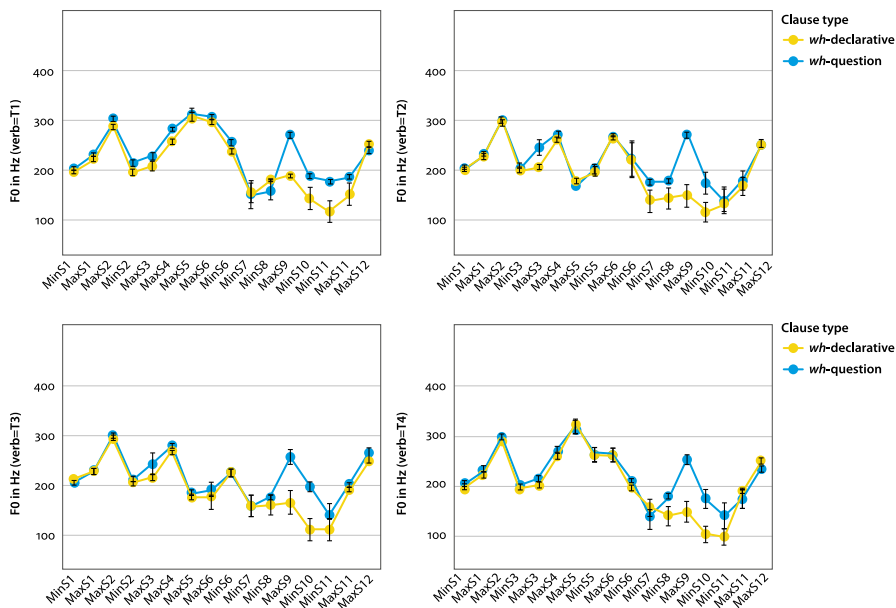 F0 in Hz (verb=T1)
400
300
200
100
MinS1
MaxS1
MaxS2
MinS2
MaxS3
MaxS4
MaxS5
MaxS6
MinS6
MinS7
MinS8
MaxS9
MinS10
MinS11
MaxS11
MaxS12
F0 in Hz (verb=T2)
400
300
200
100
MinS1
MaxS1
MaxS2
MinS3
MaxS3
MaxS4
MaxS5
MinS5
MaxS6
MinS6
MinS7
MinS8
MaxS9
MinS10
MinS11
MaxS11
MaxS12
Clause type
wh-declarative
wh-question
F0 in Hz (verb=T3)
400
300
200
100
MinS1
MaxS1
MaxS2
MinS2
MaxS3
MaxS4
MaxS5
MaxS6
MinS6
MinS7
MinS8
MaxS9
MinS10
MinS11
MaxS11
MaxS12
F0 in Hz (verb=T4)
400
300
200
100
MinS1
MaxS1
MaxS2
MinS3
MaxS3
MaxS4
MaxS5
MaxS6
MinS6
MinS7
MinS8
MaxS9
MinS10
MinS11
MaxS11
MaxS12
Clause type
wh-declarative
wh-question